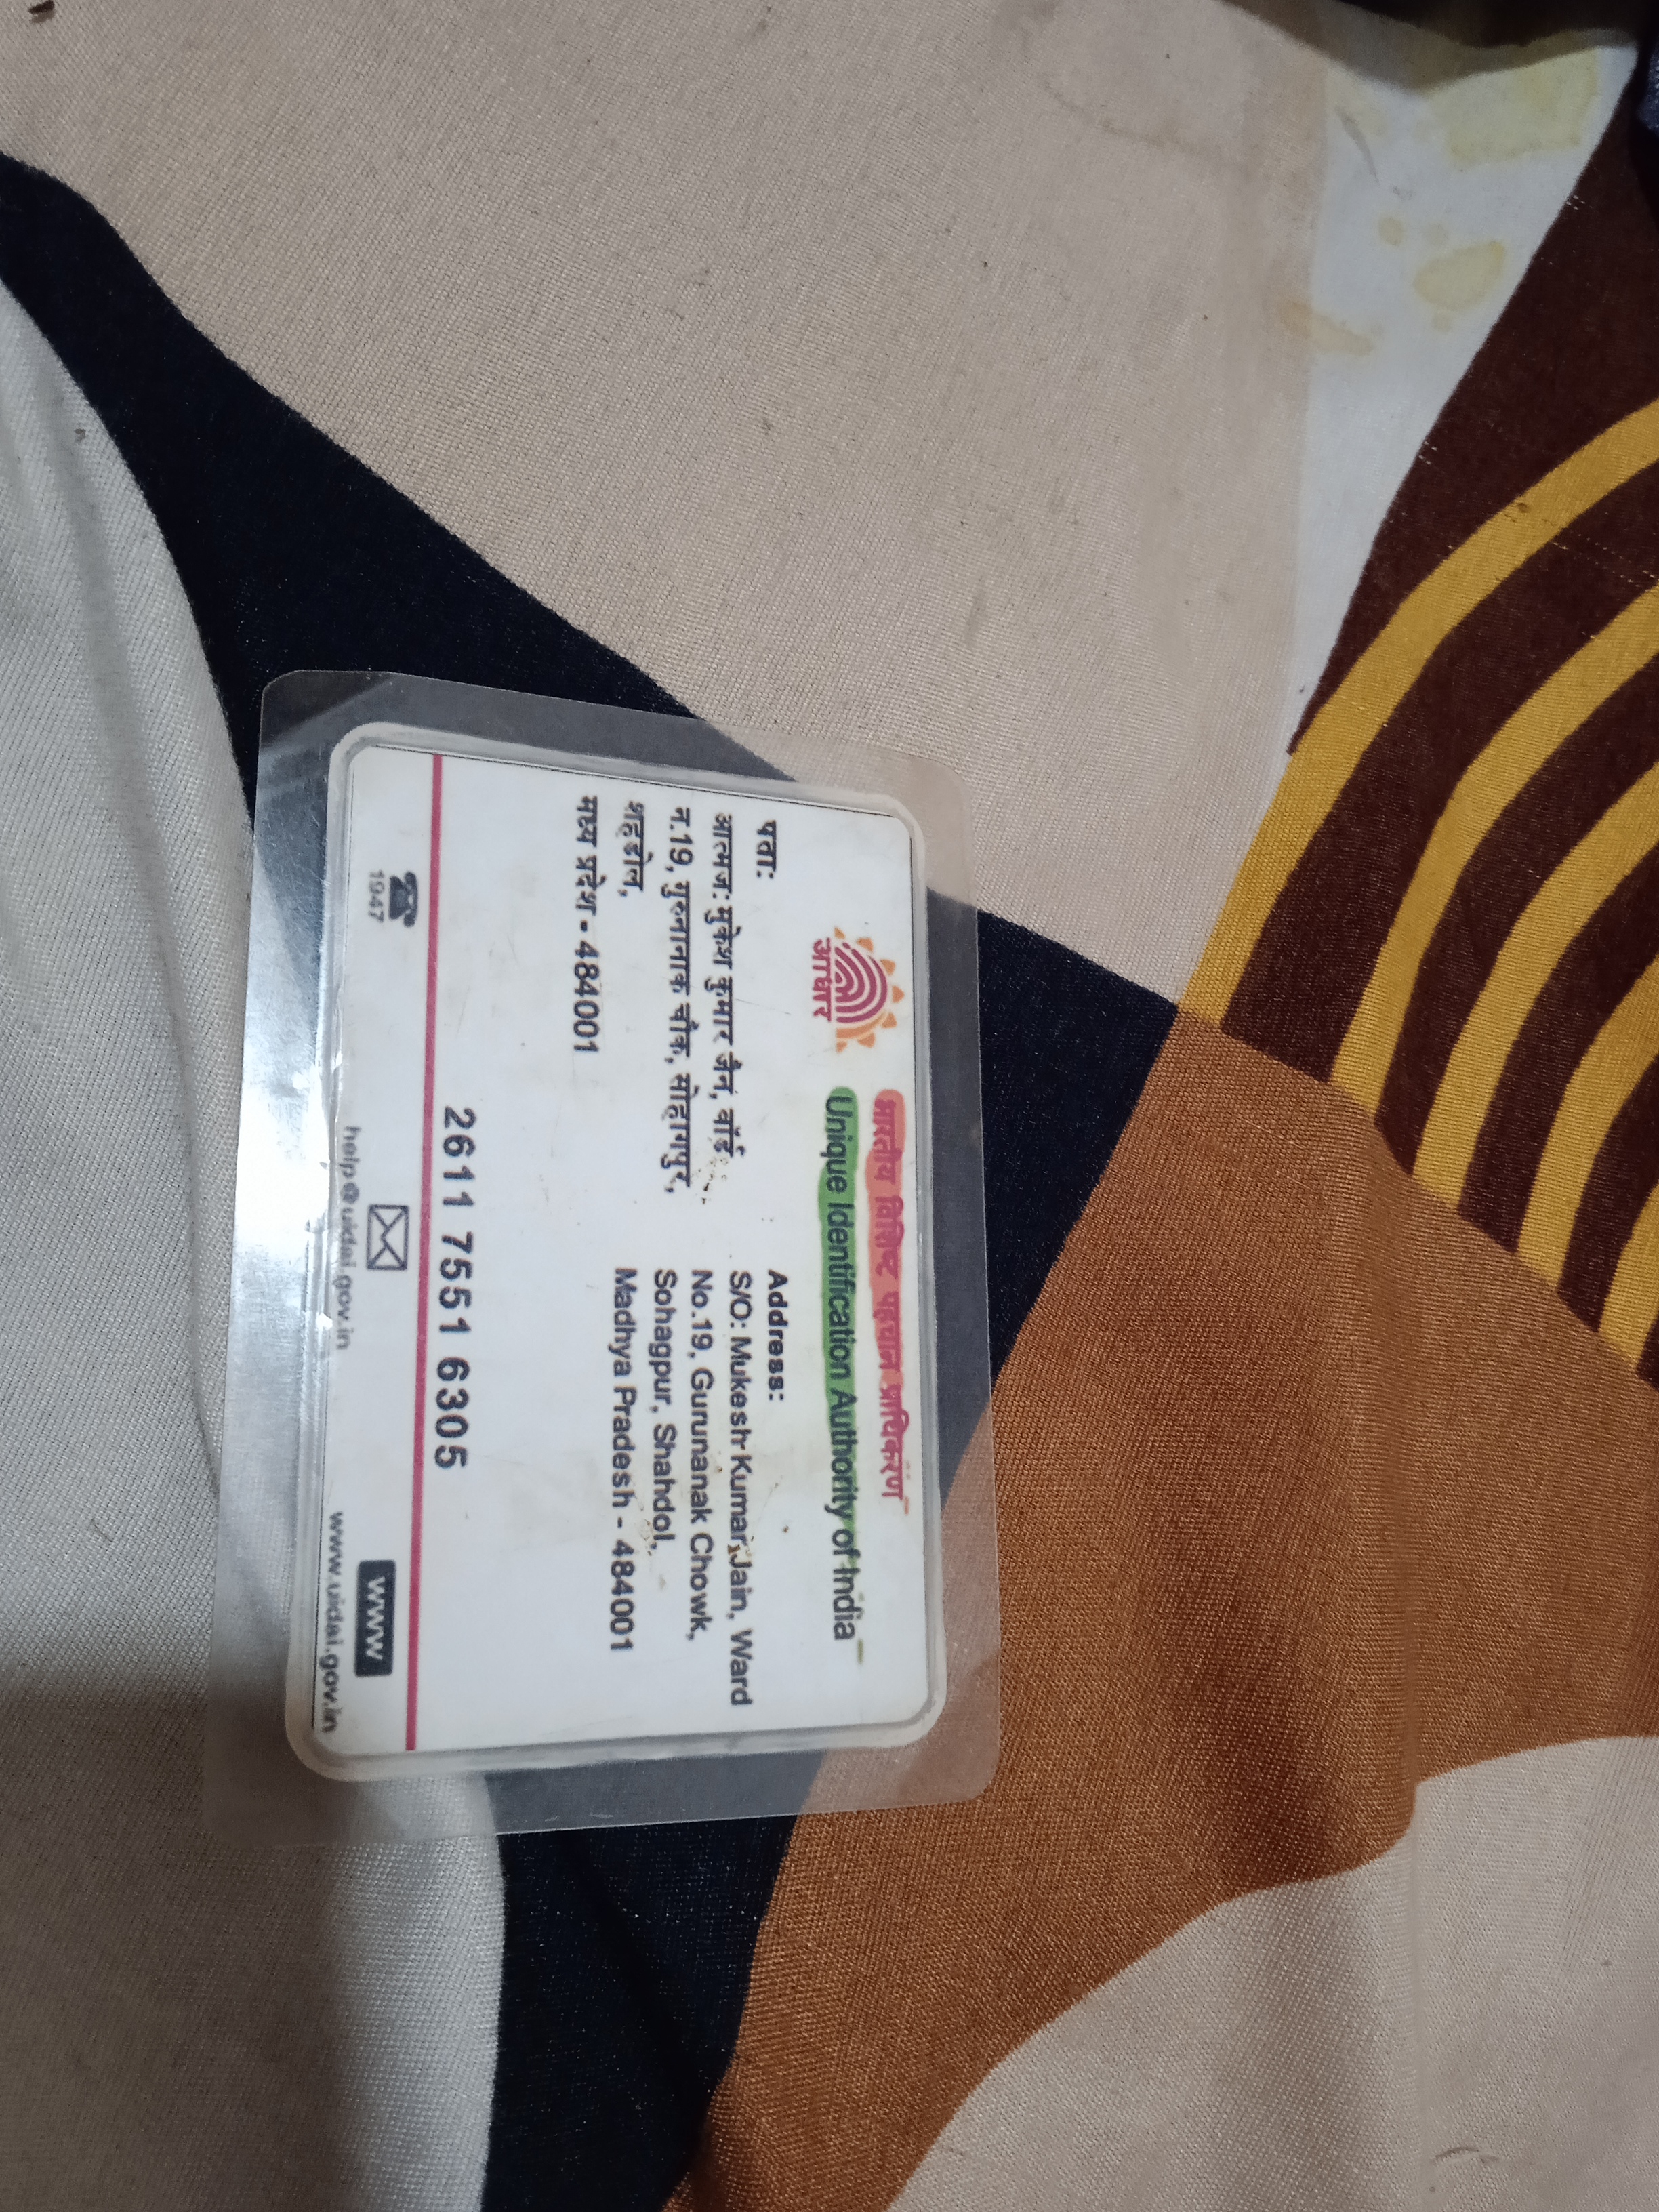 भारतीय विशिष्ट पहचान प्राधिकरण
Unique Identification Authority of India
आधार
पता:
आत्मज: मुकेश कुमार जैन, वॉर्ड
न.19, गुरुनानाक चौक, सोहागपुर,
शहडोल,
मध्य प्रदेश - 484001
Address:
S/O: Mukesh Kumar Jain, Ward
No.19, Gurunanak Chowk,
Sohagpur, Shahdol,
Madhya Pradesh - 484001
2611 7551 6305
1947
help@uidai.gov.in
www
www.uidai.gov.in